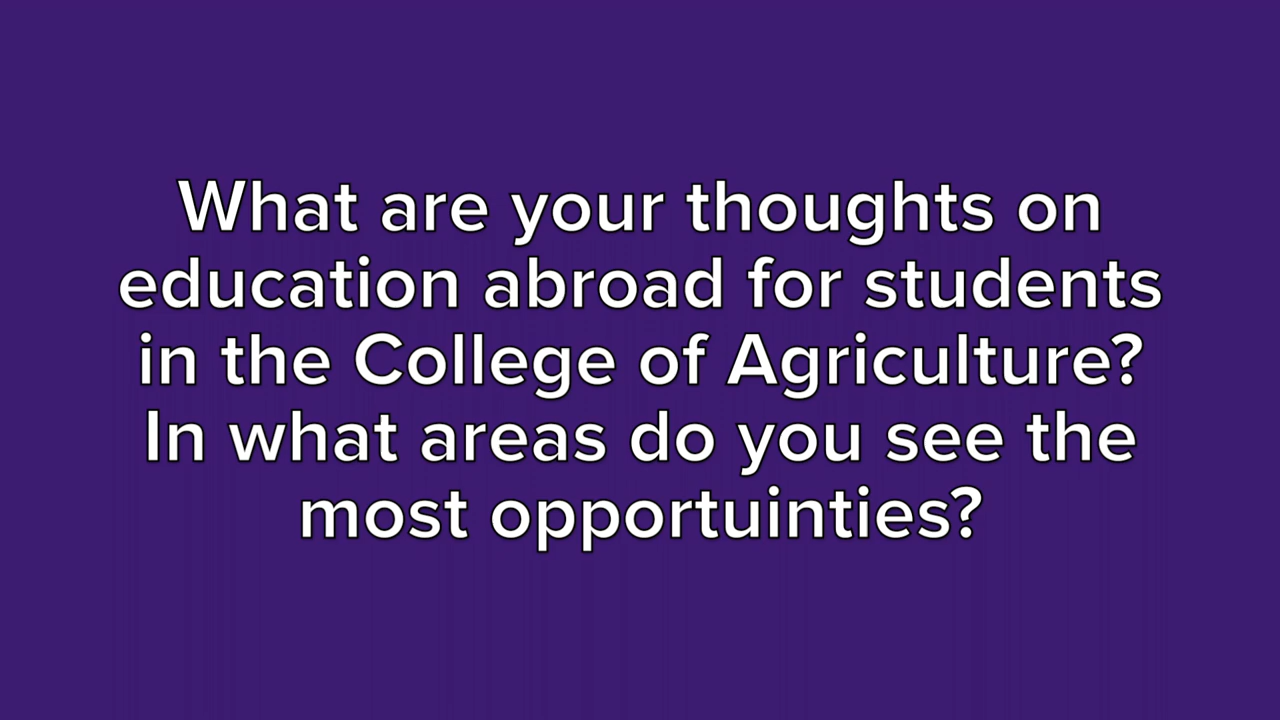 What are your thoughts on
education abroad for students
in the College of Agriculture?
In what areas do you see the
most opportuinties?